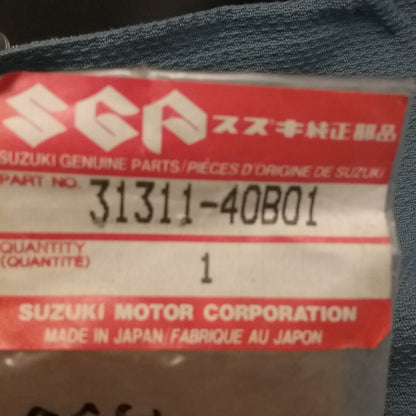 SGP スズキ純正部品
SUZUKI GENUINE PARTS/PIÈCES D'ORIGINE DE SUZUKI
PART NO. 31311-40B01
QUANTITY
(QUANTITÉ) 1
SUZUKI MOTOR CORPORATION
MADE IN JAPAN/FABRIQUE AU JAPON